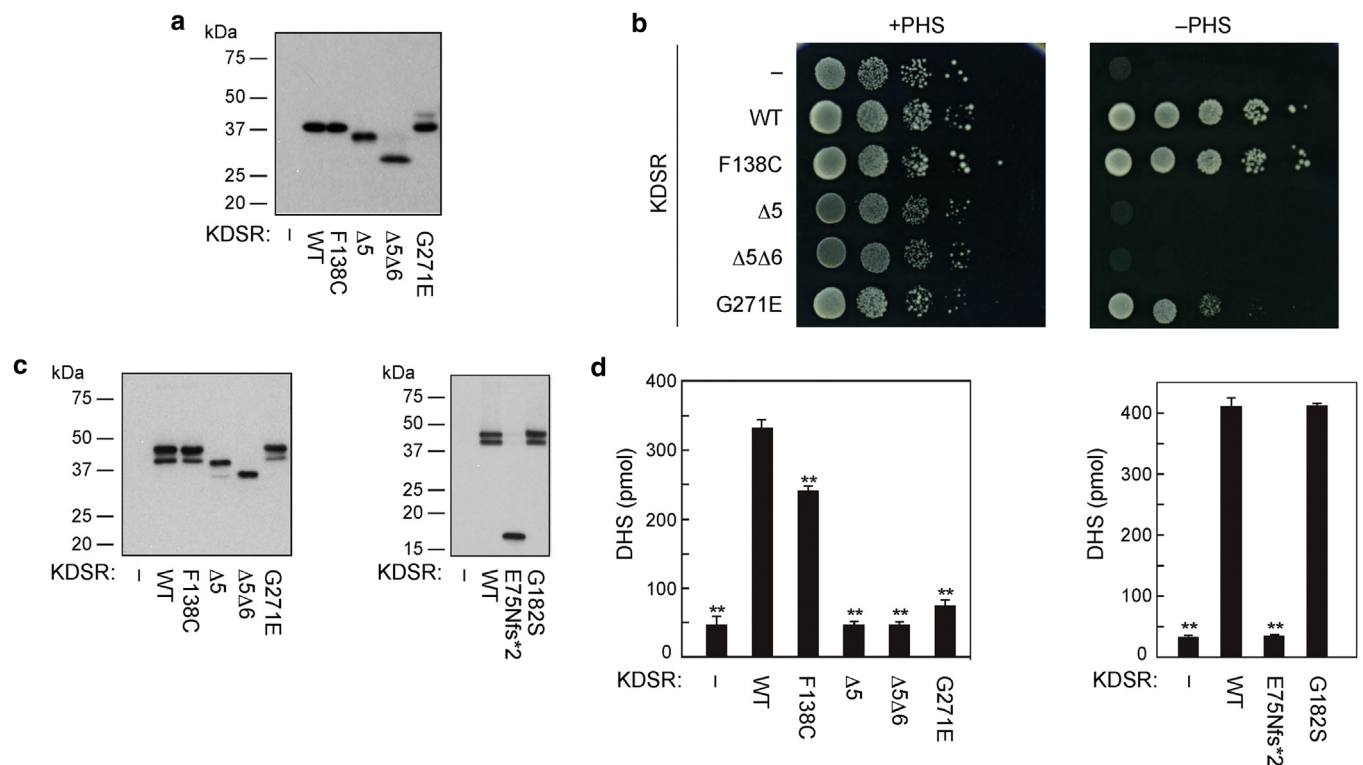 a
kDa
75
50
37
25
20
KDSR:
–
WT
F138C
Δ5
Δ5Δ6
G271E
b
+PHS
–PHS
KDSR
–
WT
F138C
Δ5
Δ5Δ6
G271E
c
kDa
75
50
37
25
20
KDSR:
–
WT
F138C
Δ5
Δ5Δ6
G271E
kDa
75
50
37
25
20
15
KDSR:
–
WT
E75Nfs*2
G182S
d
DHS (pmol)
400
300
200
100
0
**
**
**
**
**
KDSR:
–
WT
F138C
Δ5
Δ5Δ6
G271E
DHS (pmol)
400
300
200
100
0
**
**
KDSR:
–
WT
E75Nfs*2
G182S